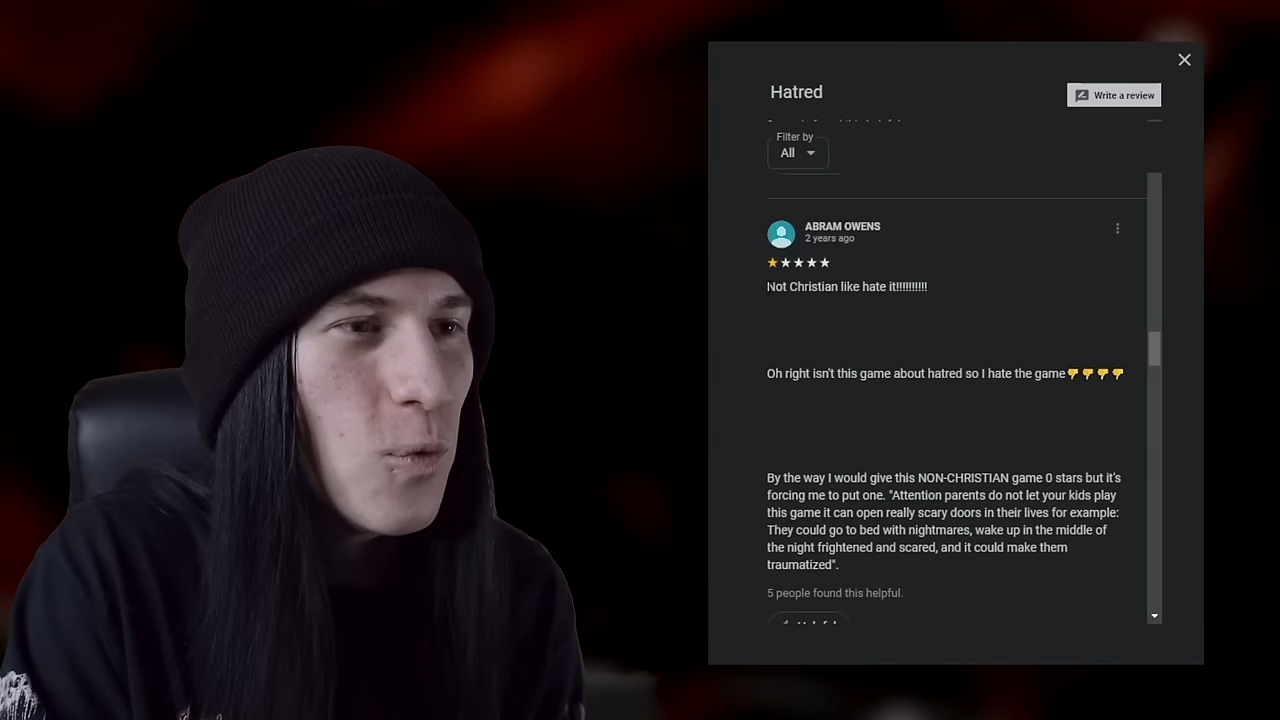 Hatred
Write a review
Filter by
All
ABRAM OWENS
2 years ago
Not Christian like hate it!!!!!!!!!!
Oh right isn't this game about hatred so I hate the game👎👎👎👎
By the way I would give this NON-CHRISTIAN game 0 stars but it's
forcing me to put one. "Attention parents do not let your kids play
this game it can open really scary doors in their lives for example:
They could go to bed with nightmares, wake up in the middle of
the night frightened and scared, and it could make them
traumatized".
5 people found this helpful.